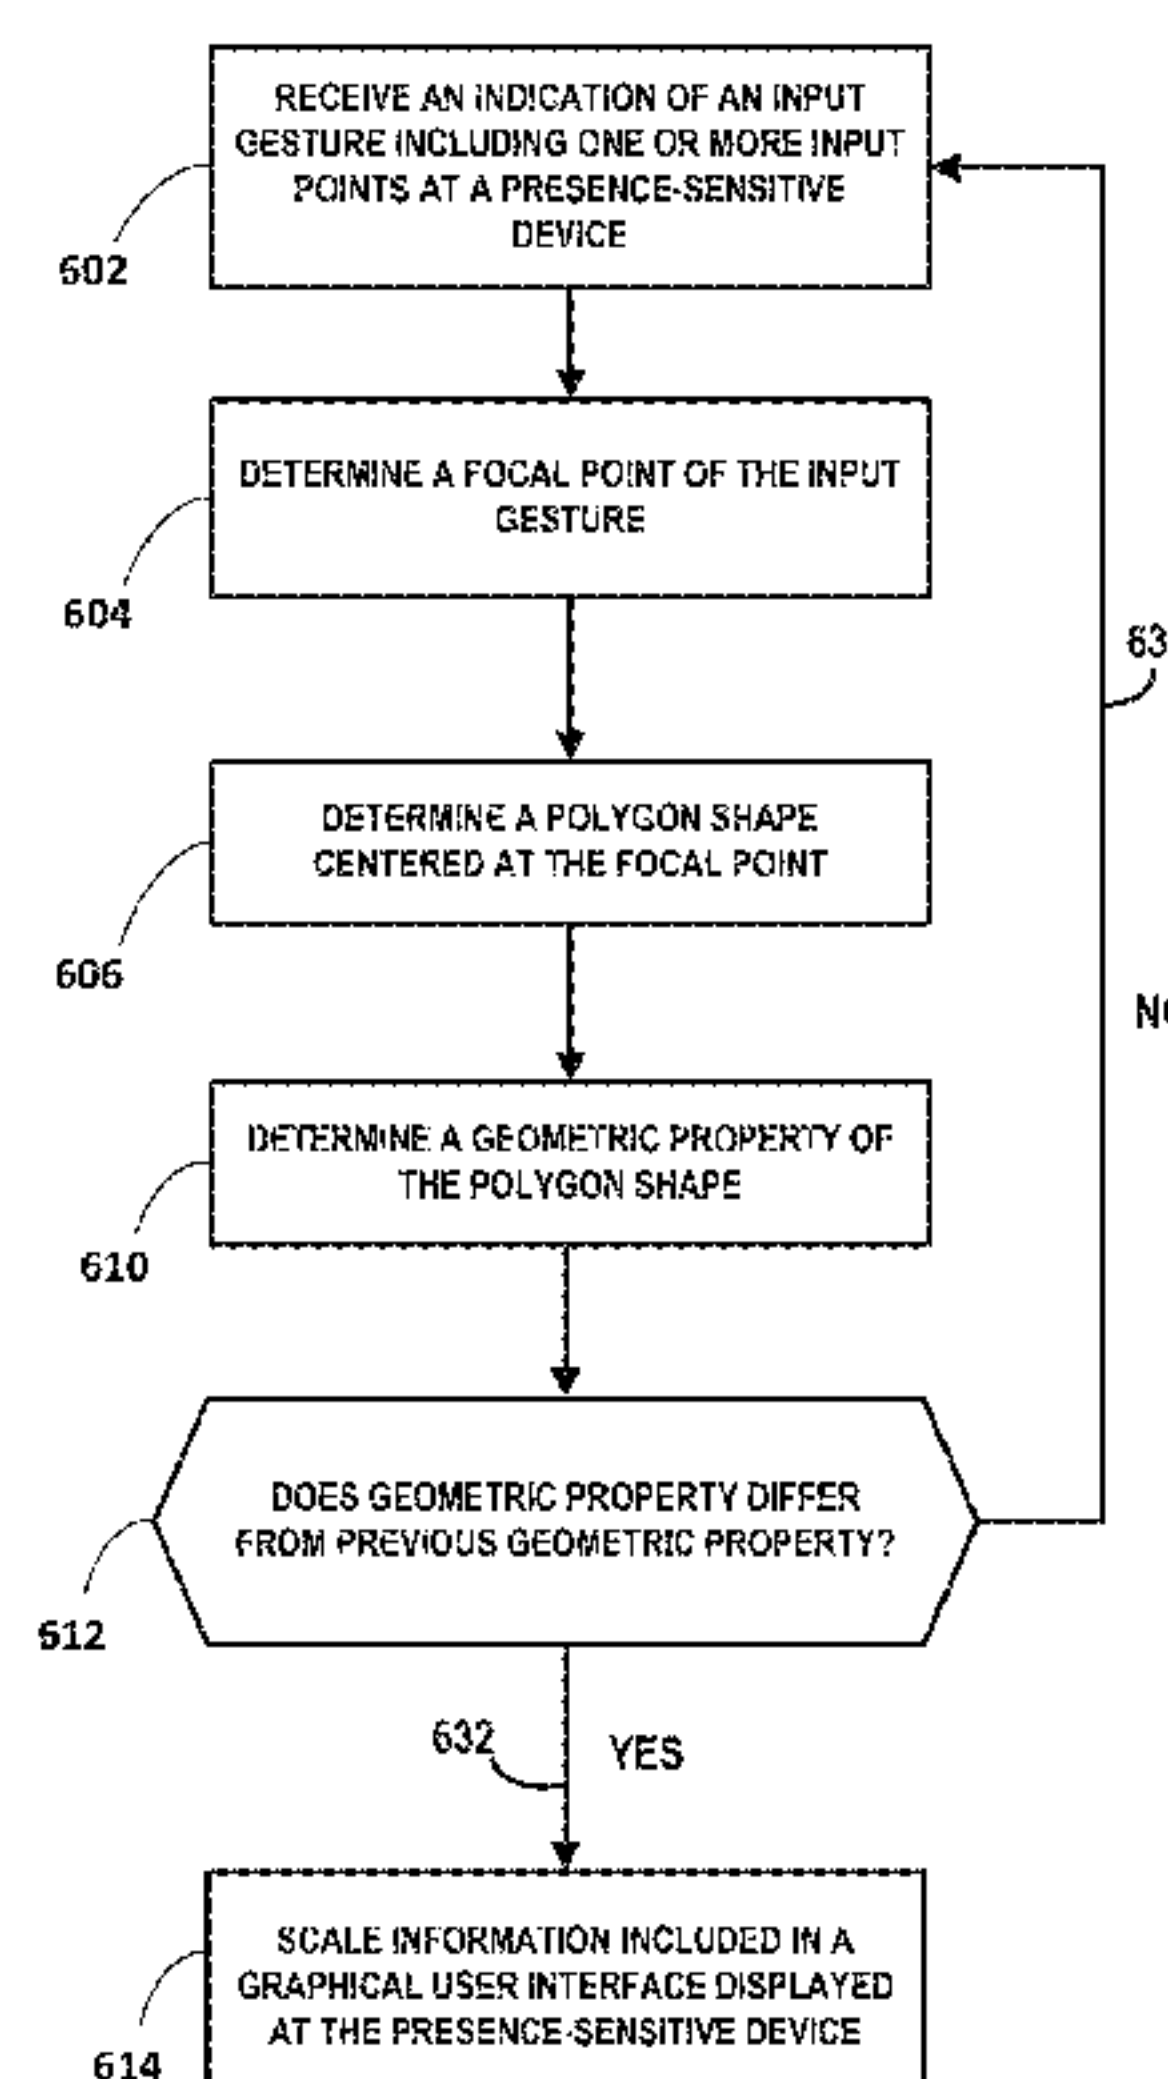 RECEIVE AN INDICATION OF AN INPUT
GESTURE INCLUDING ONE OR MORE INPUT
POINTS AT A PRESENCE-SENSITIVE
DEVICE
602
DETERMINE A FOCAL POINT OF THE INPUT
GESTURE
604
63
DETERMINE A POLYGON SHAPE
CENTERED AT THE FOCAL POINT
606
DETERMINE A GEOMETRIC PROPERTY OF
THE POLYGON SHAPE
610
DOES GEOMETRIC PROPERTY DIFFER
FROM PREVIOUS GEOMETRIC PROPERTY?
612
632
YES
SCALE INFORMATION INCLUDED IN A
GRAPHICAL USER INTERFACE DISPLAYED
AT THE PRESENCE-SENSITIVE DEVICE
614